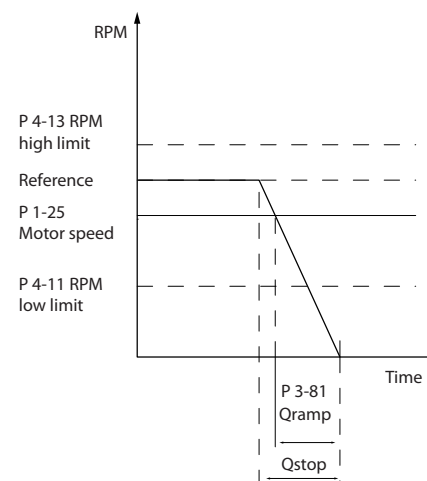 RPM
P 4-13 RPM
high limit
Reference
P 1-25
Motor speed
P 4-11 RPM
low limit
Time
P 3-81
Qramp
Qstop